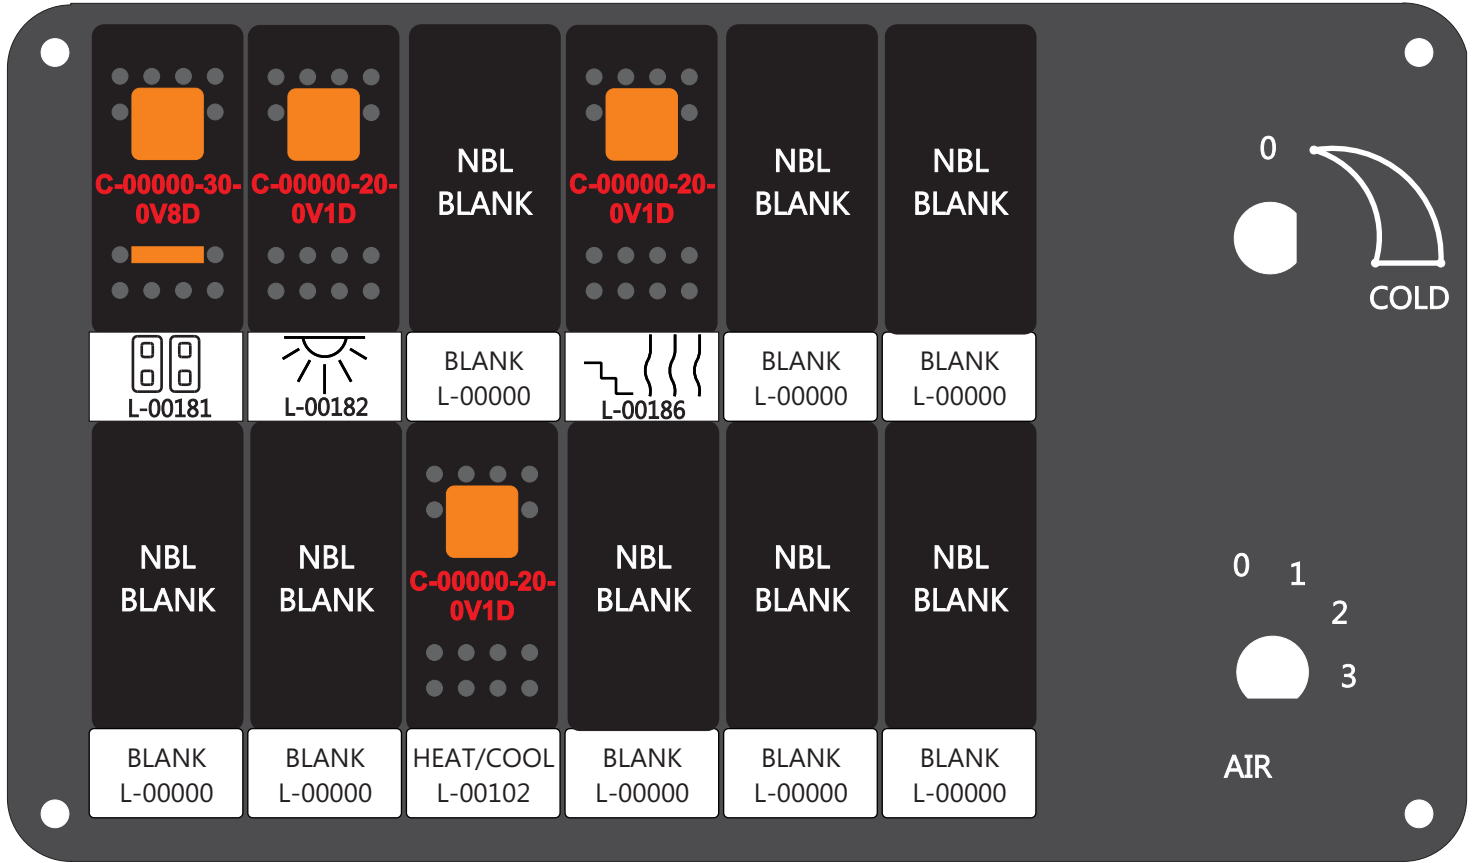 C-00000-30-
0V8D
C-00000-20-
0V1D
NBL
BLANK
C-00000-20-
0V1D
NBL
BLANK
NBL
BLANK
0
COLD
L-00181
L-00182
BLANK
L-00000
L-00186
BLANK
L-00000
BLANK
L-00000
NBL
BLANK
NBL
BLANK
C-00000-20-
0V1D
NBL
BLANK
NBL
BLANK
NBL
BLANK
0
1
2
3
AIR
BLANK
L-00000
BLANK
L-00000
HEAT/COOL
L-00102
BLANK
L-00000
BLANK
L-00000
BLANK
L-00000